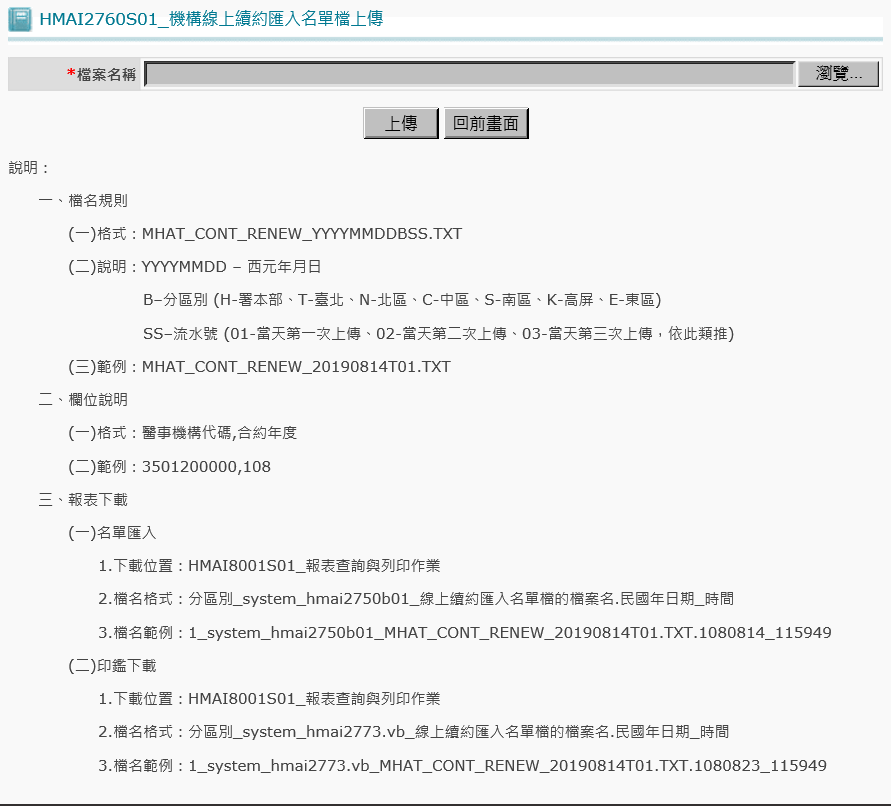 HMAI2760S01_機構線上續約匯入名單檔上傳
*檔案名稱 瀏覽...
上傳 回前畫面
說明：
一、檔名規則
(一)格式：MHAT_CONT_RENEW_YYYYMMDDBSS.TXT
(二)說明：YYYYMMDD – 西元年月日
B–分區別 (H-署本部、T-臺北、N-北區、C-中區、S-南區、K-高屏、E-東區)
SS–流水號 (01-當天第一次上傳、02-當天第二次上傳、03-當天第三次上傳，依此類推)
(三)範例：MHAT_CONT_RENEW_20190814T01.TXT
二、欄位說明
(一)格式：醫事機構代碼,合約年度
(二)範例：3501200000,108
三、報表下載
(一)名單匯入
1.下載位置：HMAI8001S01_報表查詢與列印作業
2.檔名格式：分區別_system_hmai2750b01_線上續約匯入名單檔的檔案名.民國年日期_時間
3.檔名範例：1_system_hmai2750b01_MHAT_CONT_RENEW_20190814T01.TXT.1080814_115949
(二)印鑑下載
1.下載位置：HMAI8001S01_報表查詢與列印作業
2.檔名格式：分區別_system_hmai2773.vb_線上續約匯入名單檔的檔案名.民國年日期_時間
3.檔名範例：1_system_hmai2773.vb_MHAT_CONT_RENEW_20190814T01.TXT.1080823_115949